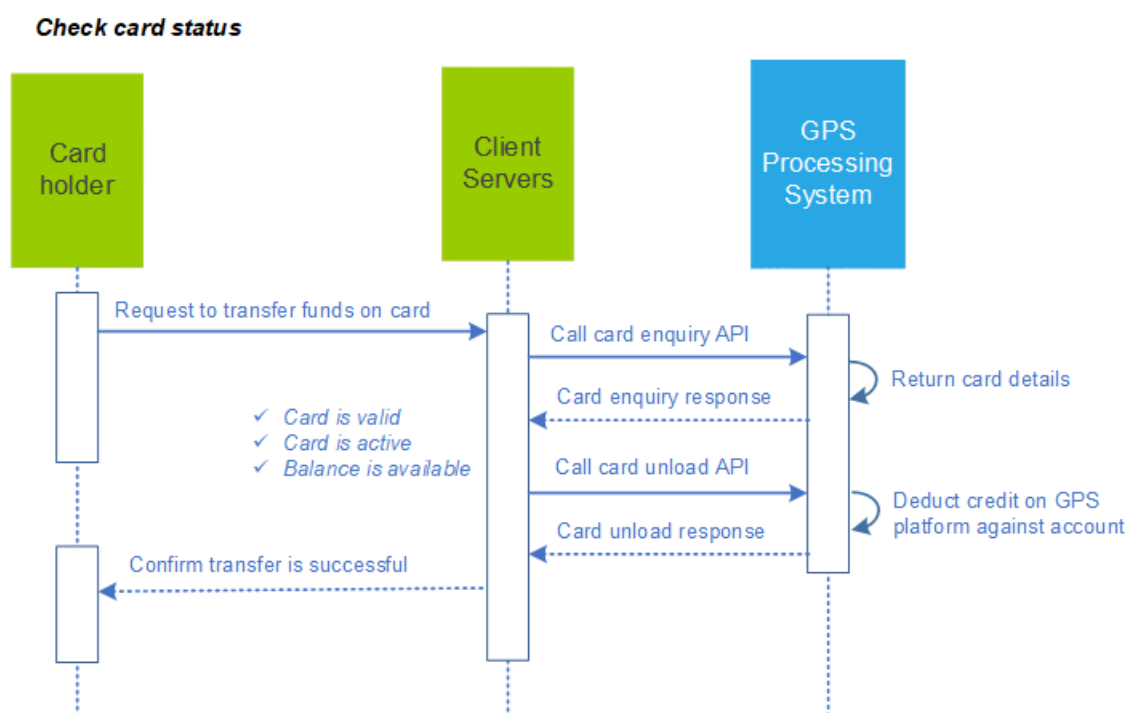 Check card status
Card
holder
Client
Servers
GPS
Processing
System
Request to transfer funds on card
Call card enquiry API
Return card details
Card enquiry response
✓ Card is valid
✓ Card is active
✓ Balance is available
Call card unload API
Deduct credit on GPS
platform against account
Card unload response
Confirm transfer is successful